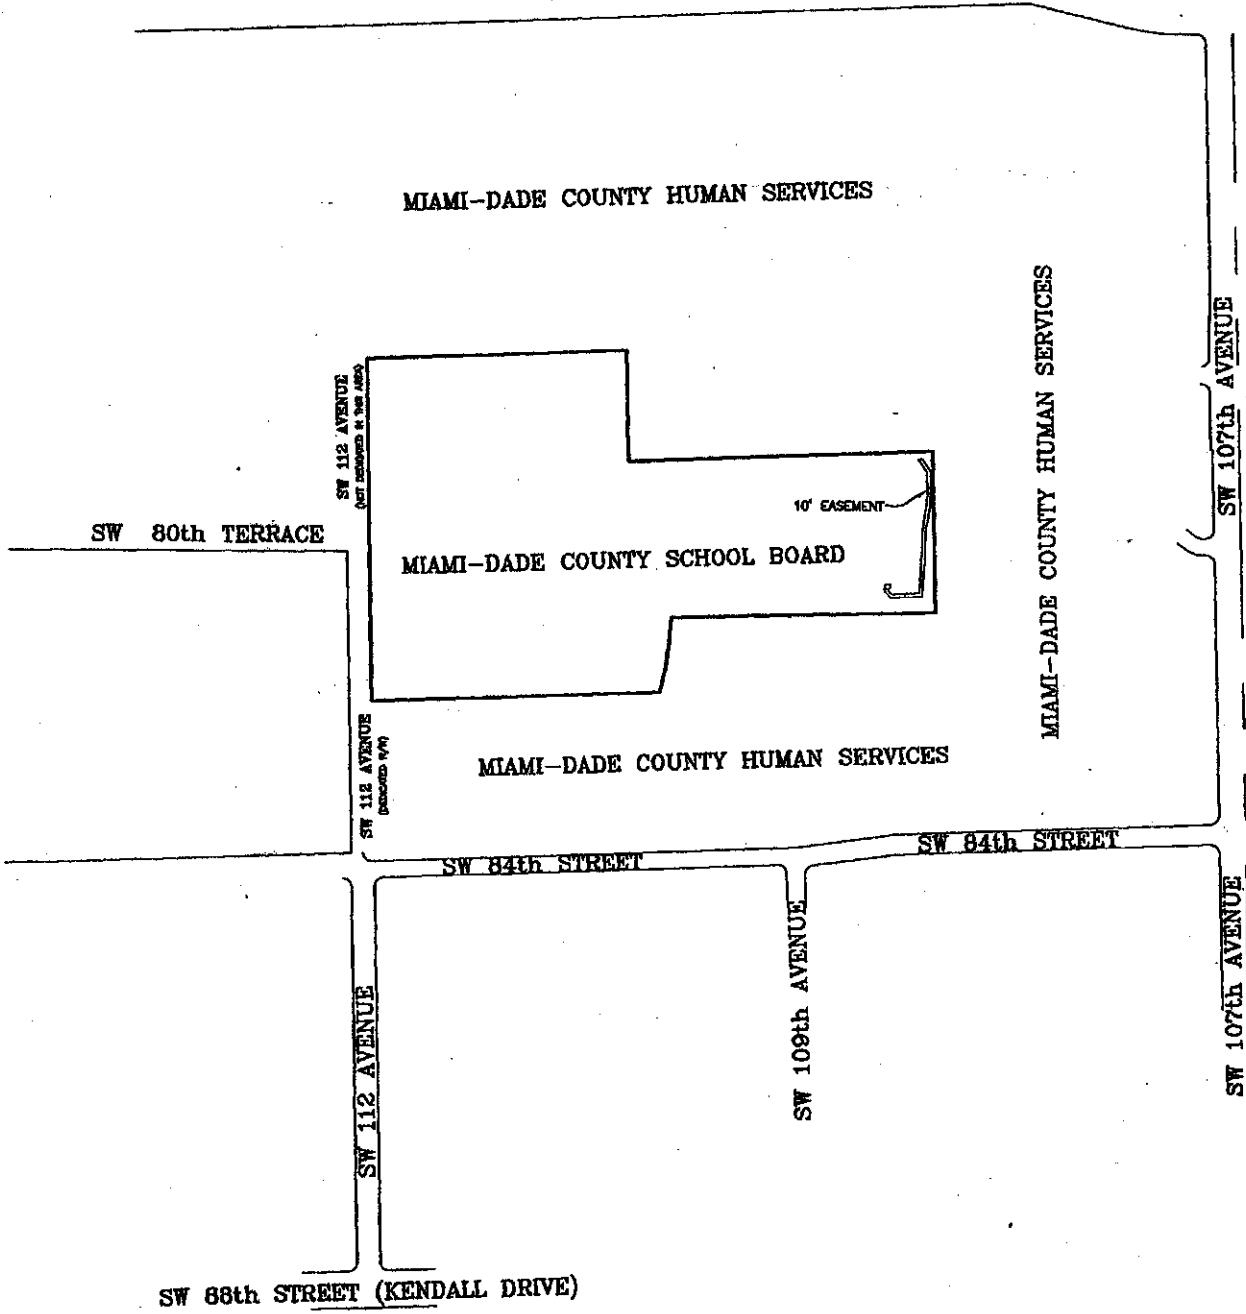 MIAMI-DADE COUNTY HUMAN SERVICES
MIAMI-DADE COUNTY HUMAN SERVICES
SW 107th AVENUE
SW 112 AVENUE
(NOT DEDICATED IN THIS AREA)
10' EASEMENT
SW 80th TERRACE
MIAMI-DADE COUNTY SCHOOL BOARD
SW 112 AVENUE
(DEDICATED R/W)
MIAMI-DADE COUNTY HUMAN SERVICES
SW 84th STREET
SW 84th STREET
SW 112 AVENUE
SW 109th AVENUE
SW 107th AVENUE
SW 88th STREET (KENDALL DRIVE)